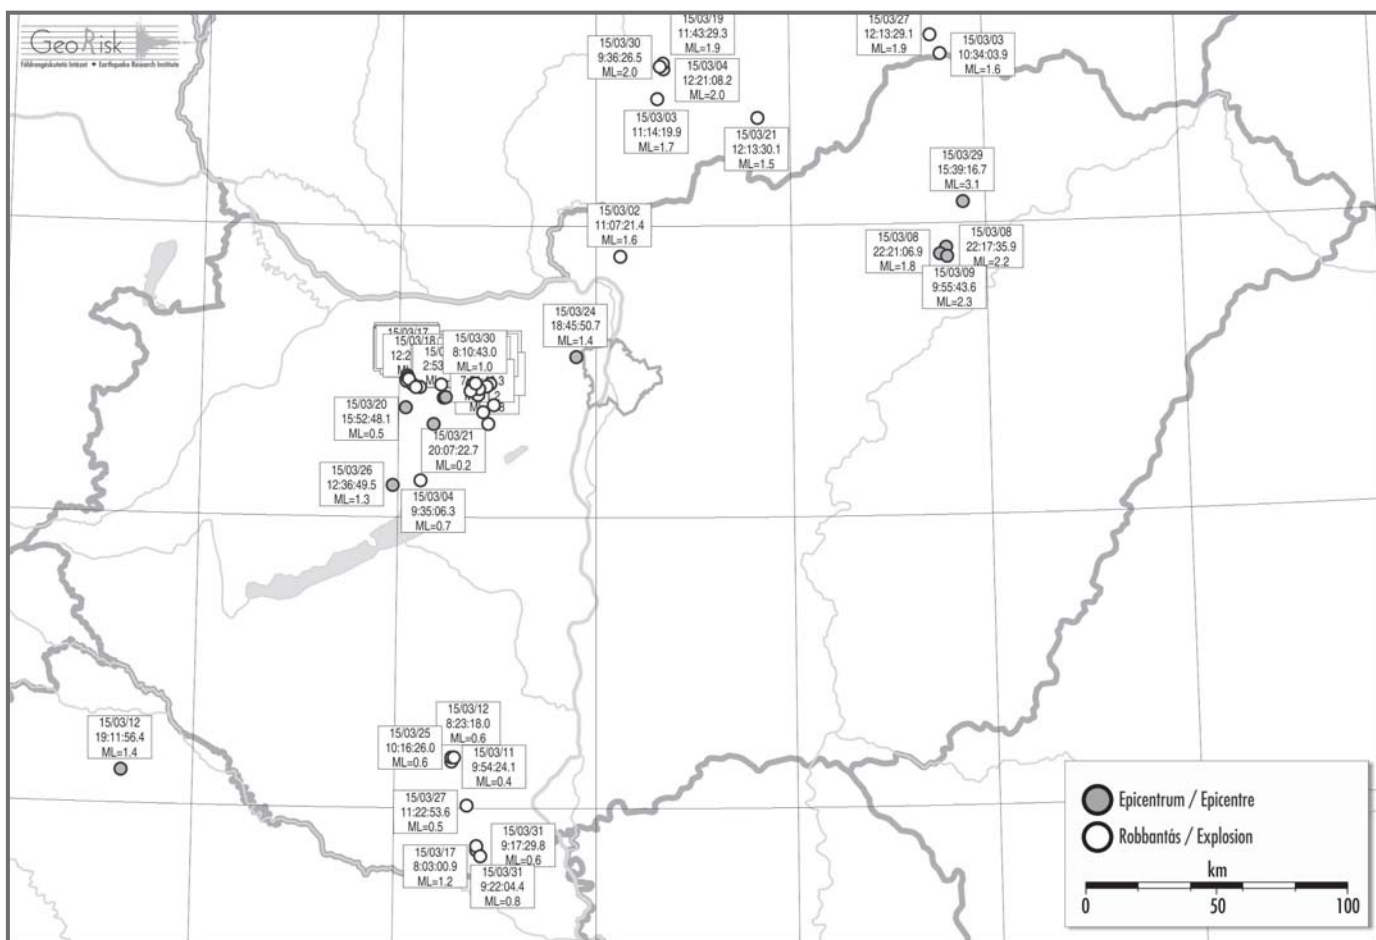 GeoRisk
Földrengéskutató Intézet ✦ Earthquake Research Institute
15/03/19
11:43:29.3
ML=1.9
15/03/30
9:36:26.5
ML=2.0
15/03/04
12:21:08.2
ML=2.0
15/03/03
11:14:19.9
ML=1.7
15/03/21
12:13:30.1
ML=1.5
15/03/27
12:13:29.1
ML=1.9
15/03/03
10:34:03.9
ML=1.6
15/03/29
15:39:16.7
ML=3.1
15/03/02
11:07:21.4
ML=1.6
15/03/08
22:21:06.9
ML=1.8
15/03/08
22:17:35.9
ML=2.2
15/03/09
9:55:43.6
ML=2.3
15/03/24
18:45:50.7
ML=1.4
15/03/17
15/03/18
12:2
15/0
2:53
15/03/30
8:10:43.0
ML=1.0
15/03/20
15:52:48.1
ML=0.5
15/03/21
20:07:22.7
ML=0.2
15/03/26
12:36:49.5
ML=1.3
15/03/04
9:35:06.3
ML=0.7
15/03/12
19:11:56.4
ML=1.4
15/03/12
8:23:18.0
ML=0.6
15/03/25
10:16:26.0
ML=0.6
15/03/11
9:54:24.1
ML=0.4
15/03/27
11:22:53.6
ML=0.5
15/03/31
9:17:29.8
ML=0.6
15/03/17
8:03:00.9
ML=1.2
15/03/31
9:22:04.4
ML=0.8
Epicentrum / Epicentre
Robbantás / Explosion
km
0 50 100